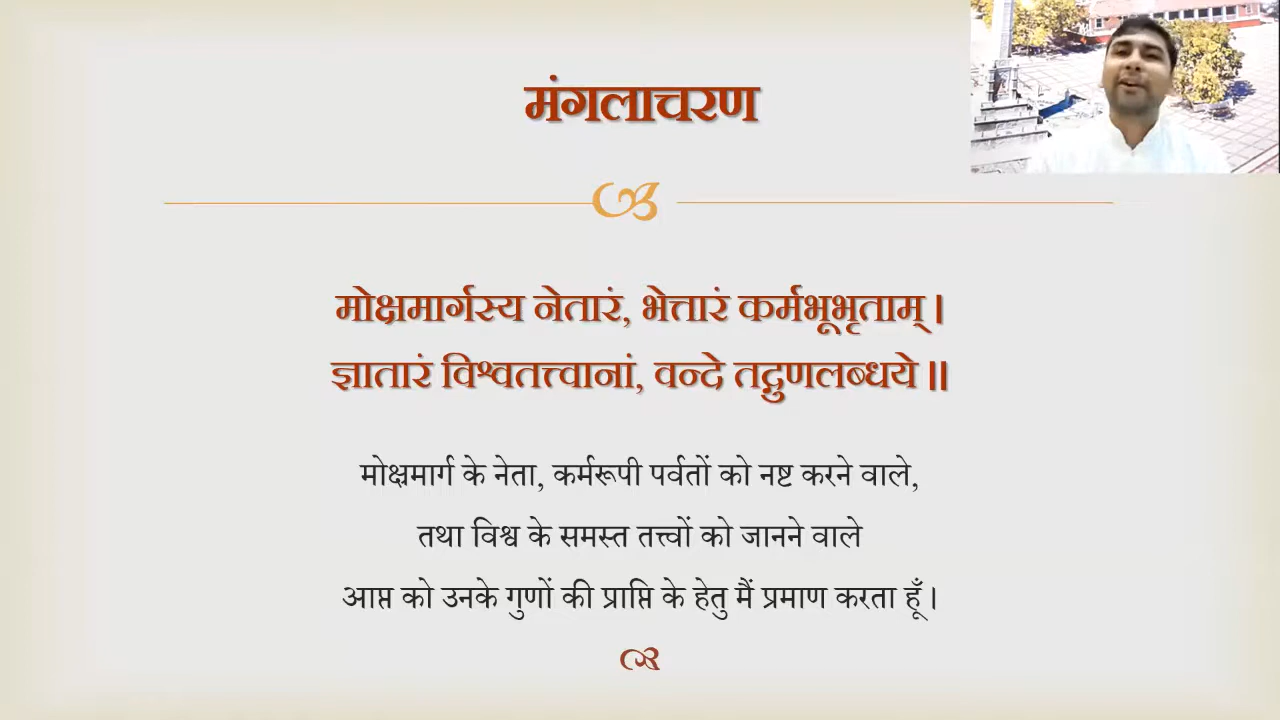 मंगलाचरण
मोक्षमार्गस्य नेतारं, भेत्तारं कर्मभूभृताम् ।
ज्ञातारं विश्वतत्त्वानां, वन्दे तद्गुणलब्धये ॥
मोक्षमार्ग के नेता, कर्मरूपी पर्वतों को नष्ट करने वाले,
तथा विश्व के समस्त तत्त्वों को जानने वाले
आप्त को उनके गुणों की प्राप्ति के हेतु मैं प्रमाण करता हूँ ।